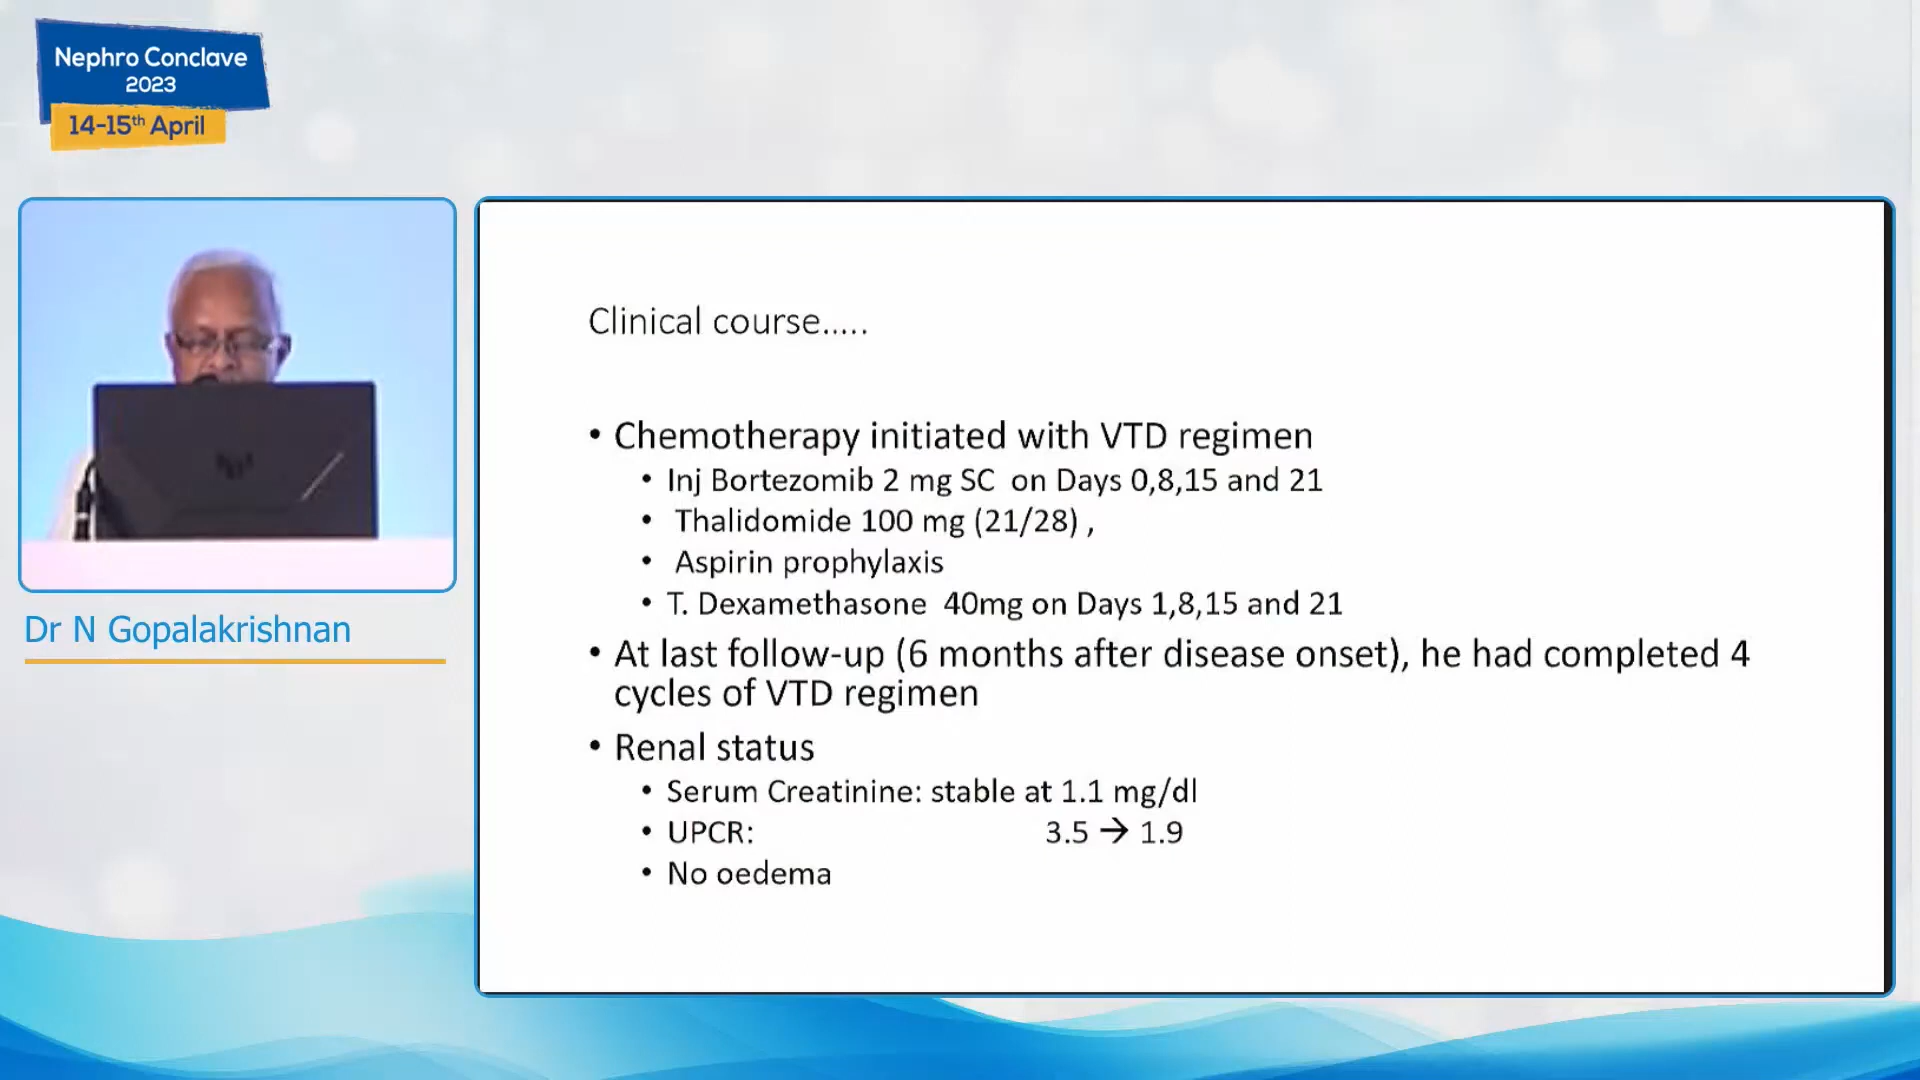 Nephro Conclave
2023
14-15th April
Dr N Gopalakrishnan
Clinical course.....
• Chemotherapy initiated with VTD regimen
• Inj Bortezomib 2 mg SC on Days 0,8,15 and 21
• Thalidomide 100 mg (21/28) ,
• Aspirin prophylaxis
• T. Dexamethasone 40mg on Days 1,8,15 and 21
• At last follow-up (6 months after disease onset), he had completed 4
cycles of VTD regimen
• Renal status
• Serum Creatinine: stable at 1.1 mg/dl
• UPCR: 3.5 → 1.9
• No oedema